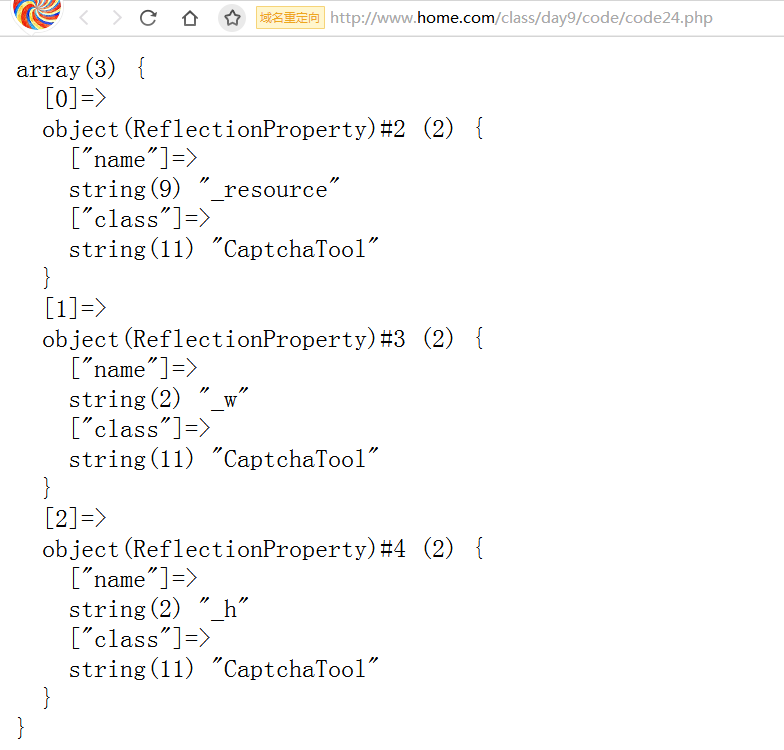 域名重定向 http://www.home.com/class/day9/code/code24.php
array(3) {
[0]=>
object(ReflectionProperty)#2 (2) {
["name"]=>
string(9) "_resource"
["class"]=>
string(11) "CaptchaTool"
}
[1]=>
object(ReflectionProperty)#3 (2) {
["name"]=>
string(2) "_w"
["class"]=>
string(11) "CaptchaTool"
}
[2]=>
object(ReflectionProperty)#4 (2) {
["name"]=>
string(2) "_h"
["class"]=>
string(11) "CaptchaTool"
}
}